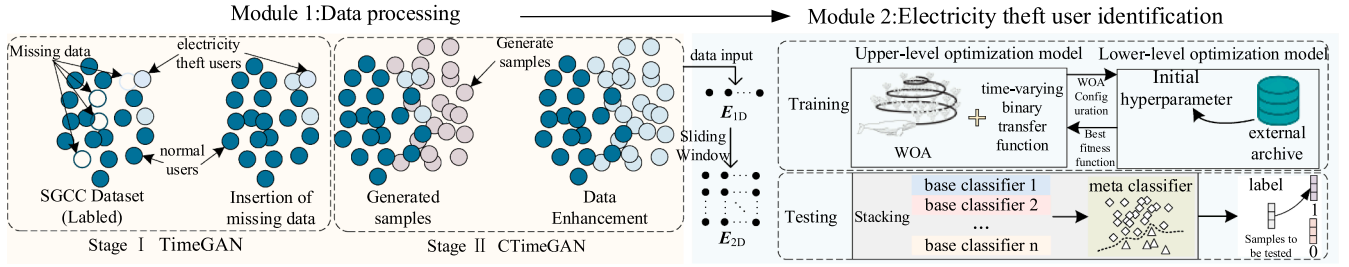 Module 1:Data processing
Module 2:Electricity theft user identification
Missing data
electricity
theft users
normal
users
SGCC Dataset
(Labled)
Insertion of
missing data
Stage Ⅰ TimeGAN
Generate
samples
Generated
samples
Data
Enhancement
Stage Ⅱ CTimeGAN
data input
E1D
Sliding
Window
E2D
Training
Upper-level optimization model
WOA
time-varying
binary
transfer
function
WOA
Config
uration
Best
fitness
function
Lower-level optimization model
Initial
hyperparameter
external
archive
Testing
Stacking
base classifier 1
base classifier 2
...
base classifier n
meta classifier
label
1
Samples to
be tested
0